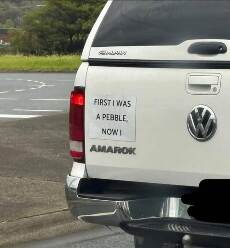 FIRST I WAS
A PEBBLE,
NOW I
AMAROK